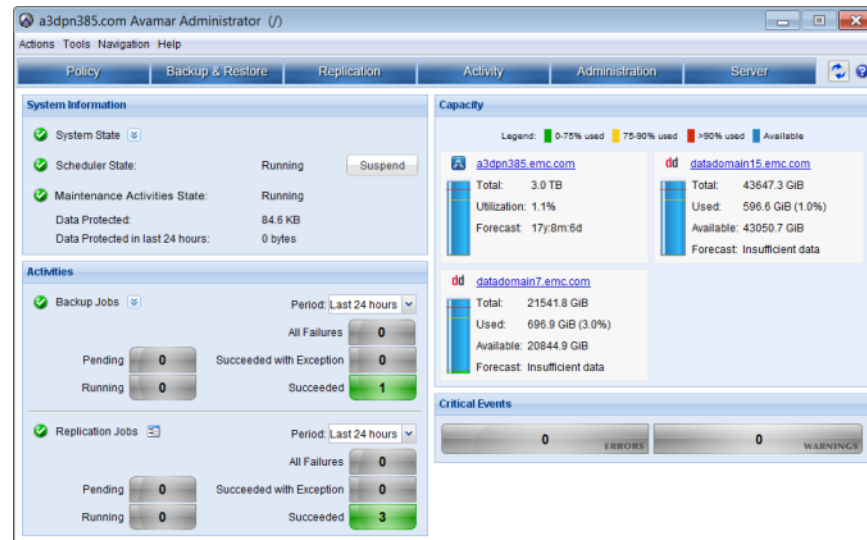 a3dpn385.com Avamar Administrator (/)
Actions Tools Navigation Help
Policy Backup & Restore Replication Activity Administration Server
System Information
System State
Scheduler State: Running Suspend
Maintenance Activities State: Running
Data Protected: 84.6 KB
Data Protected in last 24 hours: 0 bytes
Activities
Backup Jobs Period: Last 24 hours
All Failures 0
Pending 0 Succeeded with Exception 0
Running 0 Succeeded 1
Replication Jobs Period: Last 24 hours
All Failures 0
Pending 0 Succeeded with Exception 0
Running 0 Succeeded 3
Capacity
Legend: 0-75% used 75-90% used >90% used Available
a3dpn385.emc.com
Total: 3.0 TB
Utilization: 1.1%
Forecast: 17y:8m:6d
dd datadomain15.emc.com
Total: 43647.3 GiB
Used: 596.6 GiB (1.0%)
Available: 43050.7 GiB
Forecast: Insufficient data
dd datadomain7.emc.com
Total: 21541.8 GiB
Used: 696.9 GiB (3.0%)
Available: 20844.9 GiB
Forecast: Insufficient data
Critical Events
0 ERRORS 0 WARNINGS